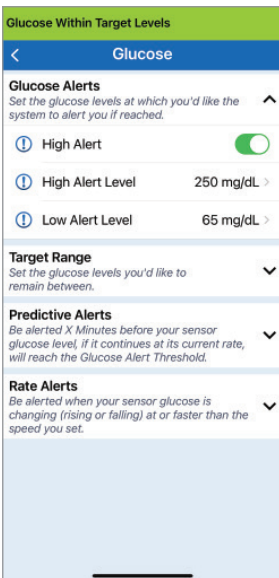 Glucose Within Target Levels
Glucose
Glucose Alerts
Set the glucose levels at which you'd like the
system to alert you if reached.
High Alert
High Alert Level 250 mg/dL
Low Alert Level 65 mg/dL
Target Range
Set the glucose levels you'd like to
remain between.
Predictive Alerts
Be alerted X Minutes before your sensor
glucose level, if it continues at its current rate,
will reach the Glucose Alert Threshold.
Rate Alerts
Be alerted when your sensor glucose is
changing (rising or falling) at or faster than the
speed you set.